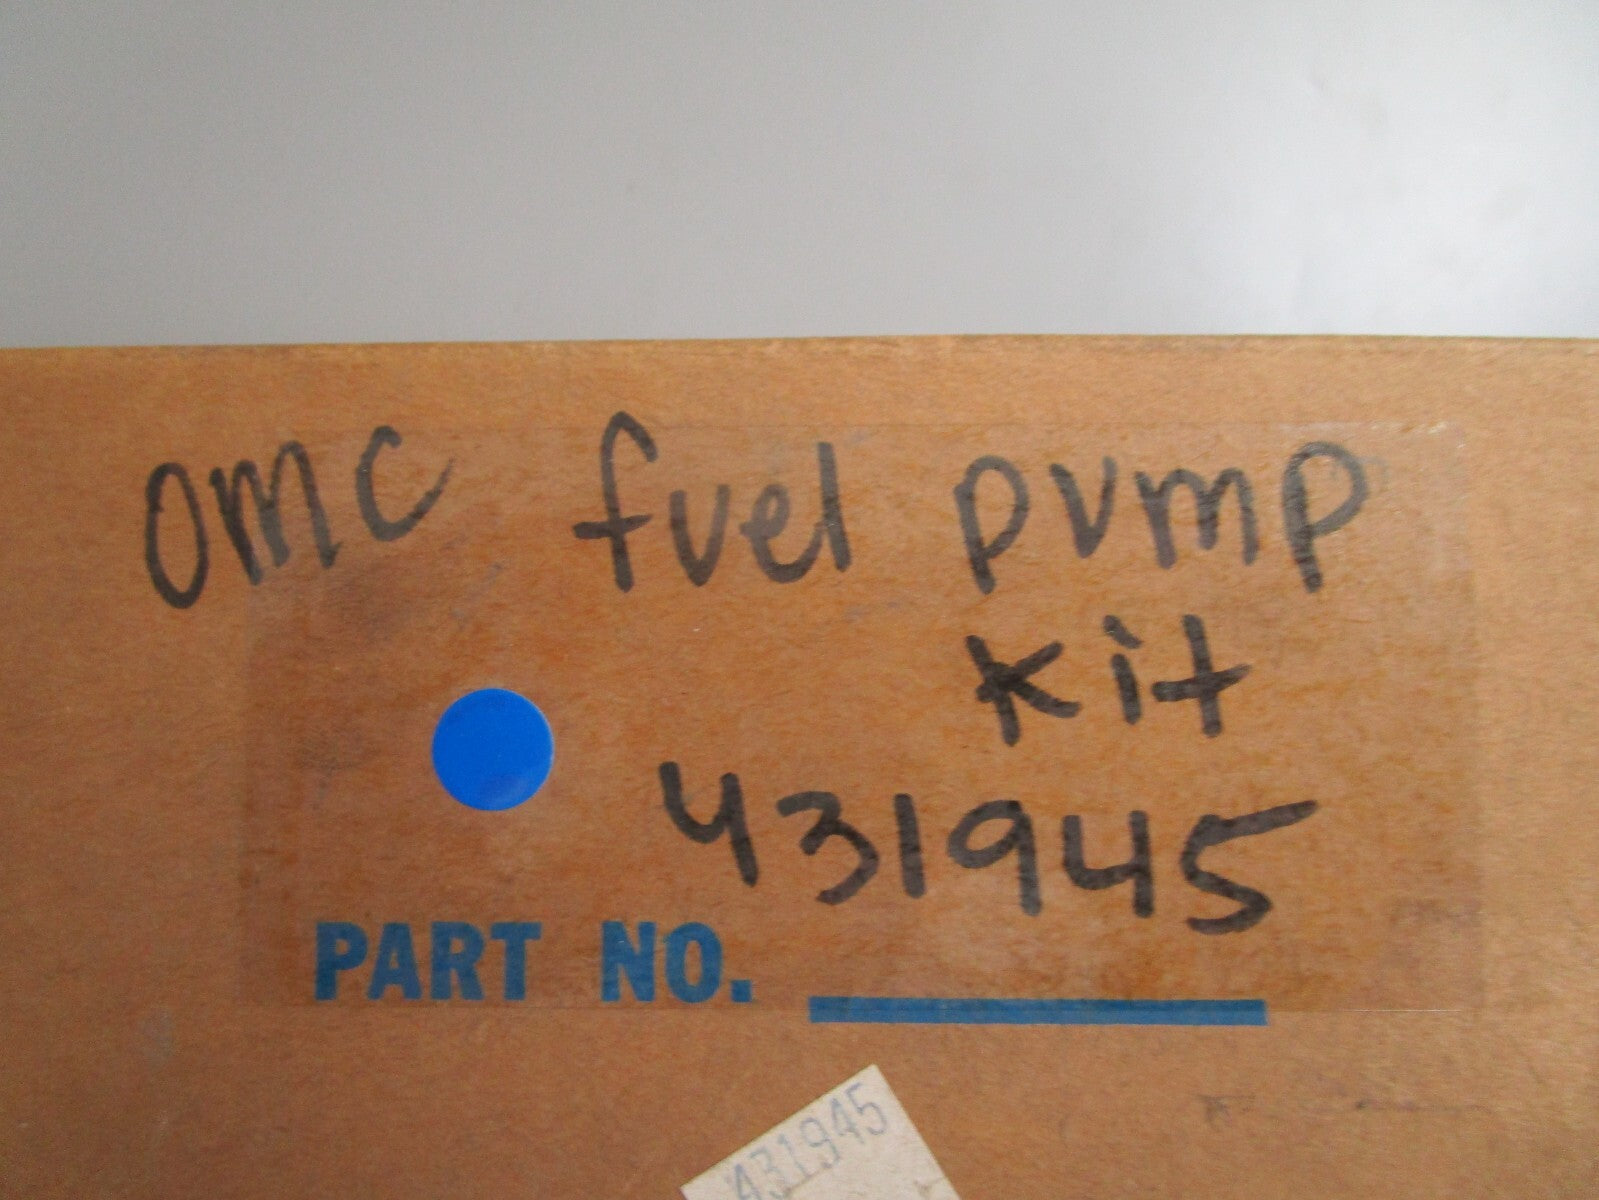 OMC fuel pump
Kit
431945
PART NO.
431945